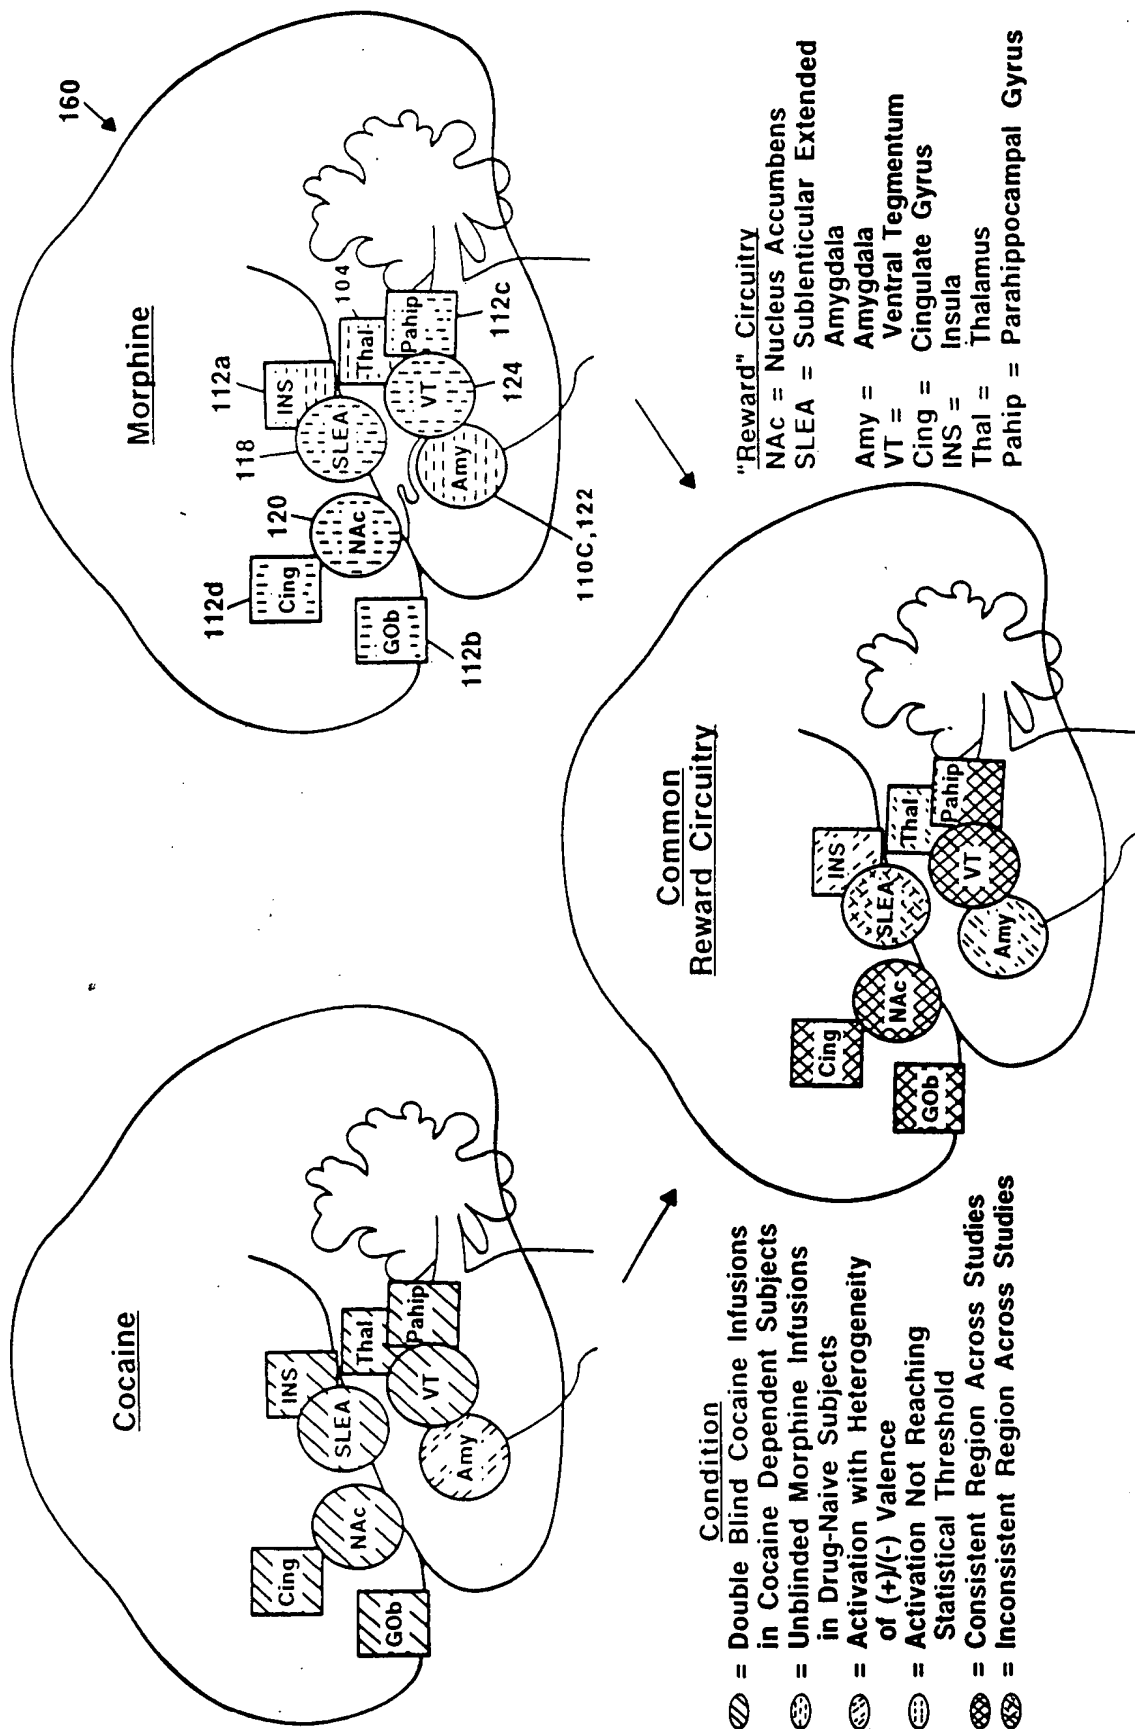 Cocaine
Cing
NAc
GOb
INS
SLEA
Thal
Pahip
VT
Amy
Morphine
160
112d
Cing
120
NAc
GOb
112b
118
SLEA
112a
INS
104
Thal
Pahip
112c
VT
124
Amy
110C,122
Common
Reward Circuitry
Cing
NAc
GOb
INS
SLEA
Thal
Pahip
VT
Amy
Condition
= Double Blind Cocaine Infusions
in Cocaine Dependent Subjects
= Unblinded Morphine Infusions
in Drug-Naive Subjects
= Activation with Heterogeneity
of (+)/(-) Valence
= Activation Not Reaching
Statistical Threshold
= Consistent Region Across Studies
= Inconsistent Region Across Studies
"Reward" Circuitry
NAc = Nucleus Accumbens
SLEA = Sublenticular Extended
Amygdala
Amy = Amygdala
VT = Ventral Tegmentum
Cing = Cingulate Gyrus
INS = Insula
Thal = Thalamus
Pahip = Parahippocampal Gyrus